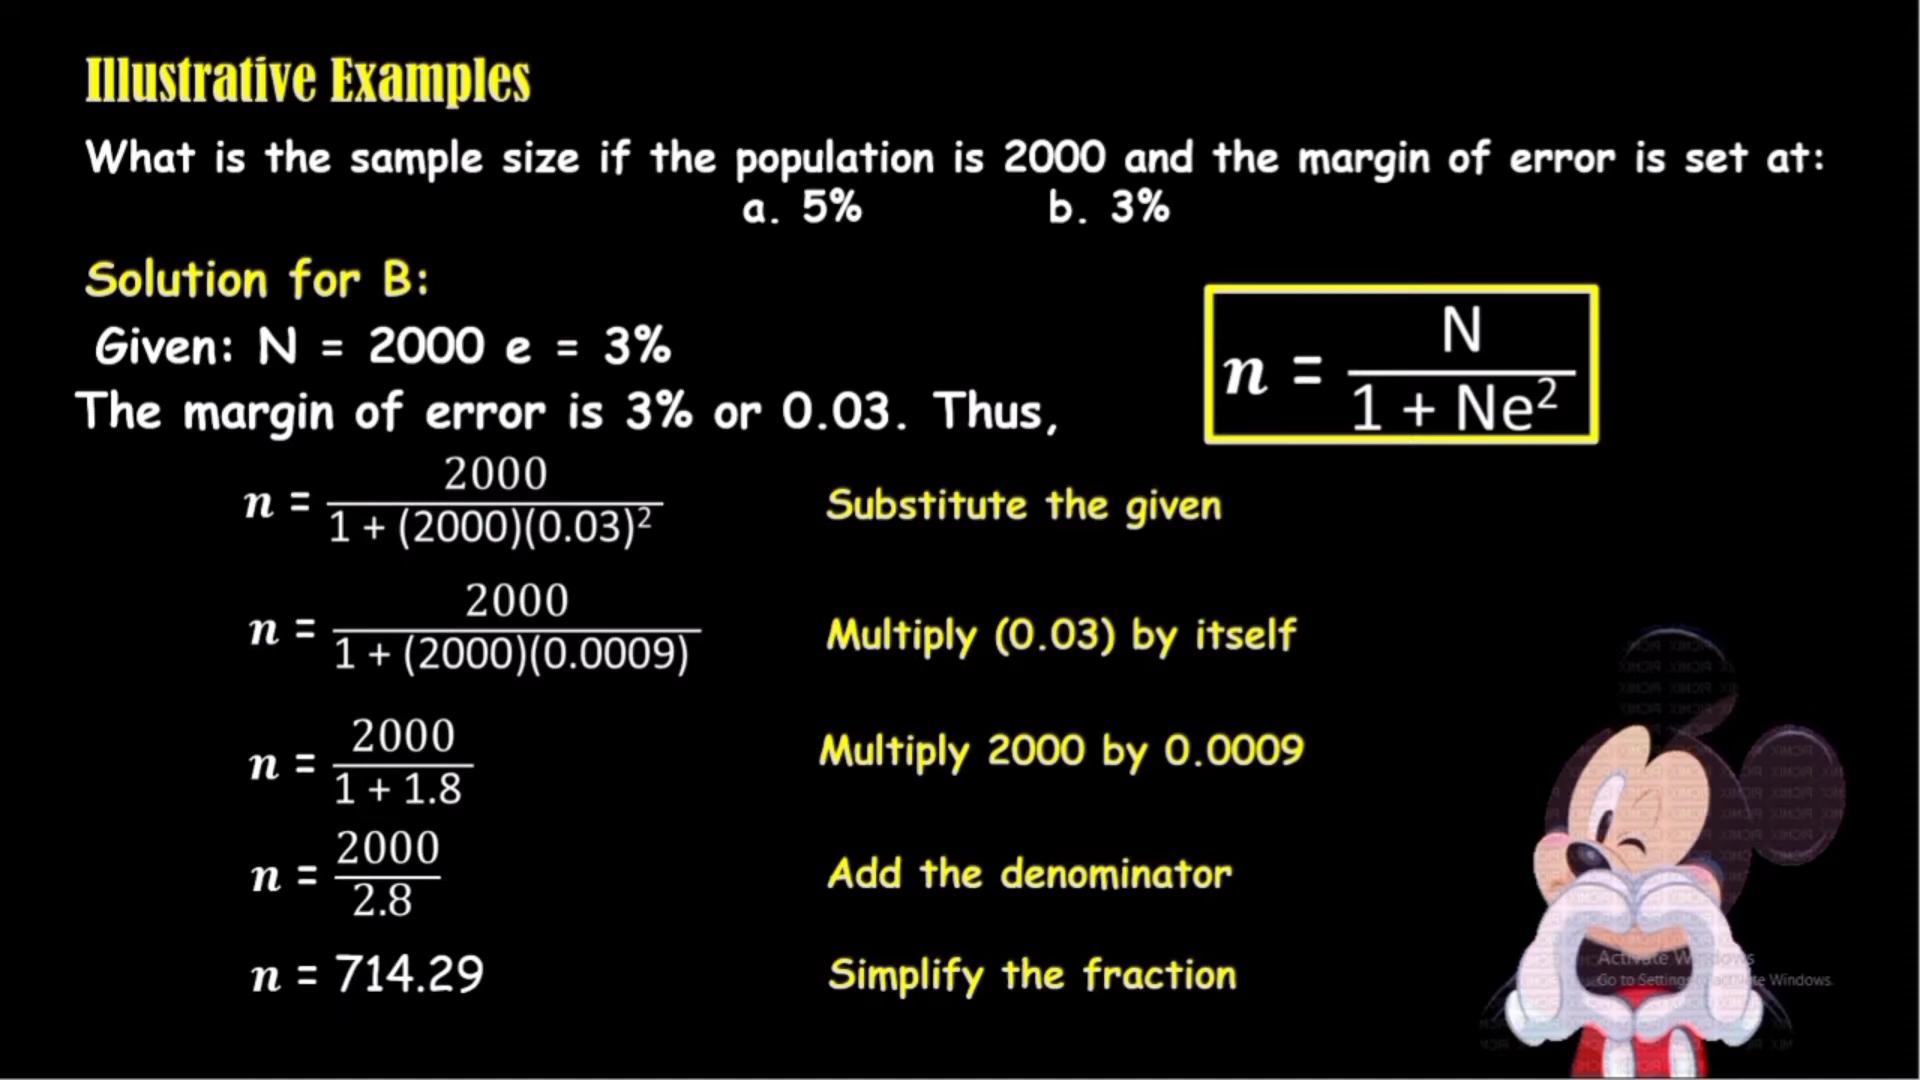 Illustrative Examples
What is the sample size if the population is 2000 and the margin of error is set at:
a. 5% b. 3%
Solution for B:
Given: N = 2000 e = 3%
The margin of error is 3% or 0.03. Thus,
n = N / 1 + Ne²
n = 2000 / 1 + (2000)(0.03)² Substitute the given
n = 2000 / 1 + (2000)(0.0009) Multiply (0.03) by itself
n = 2000 / 1 + 1.8 Multiply 2000 by 0.0009
n = 2000 / 2.8 Add the denominator
n = 714.29 Simplify the fraction
Activate Windows
Go to Settings to activate Windows.